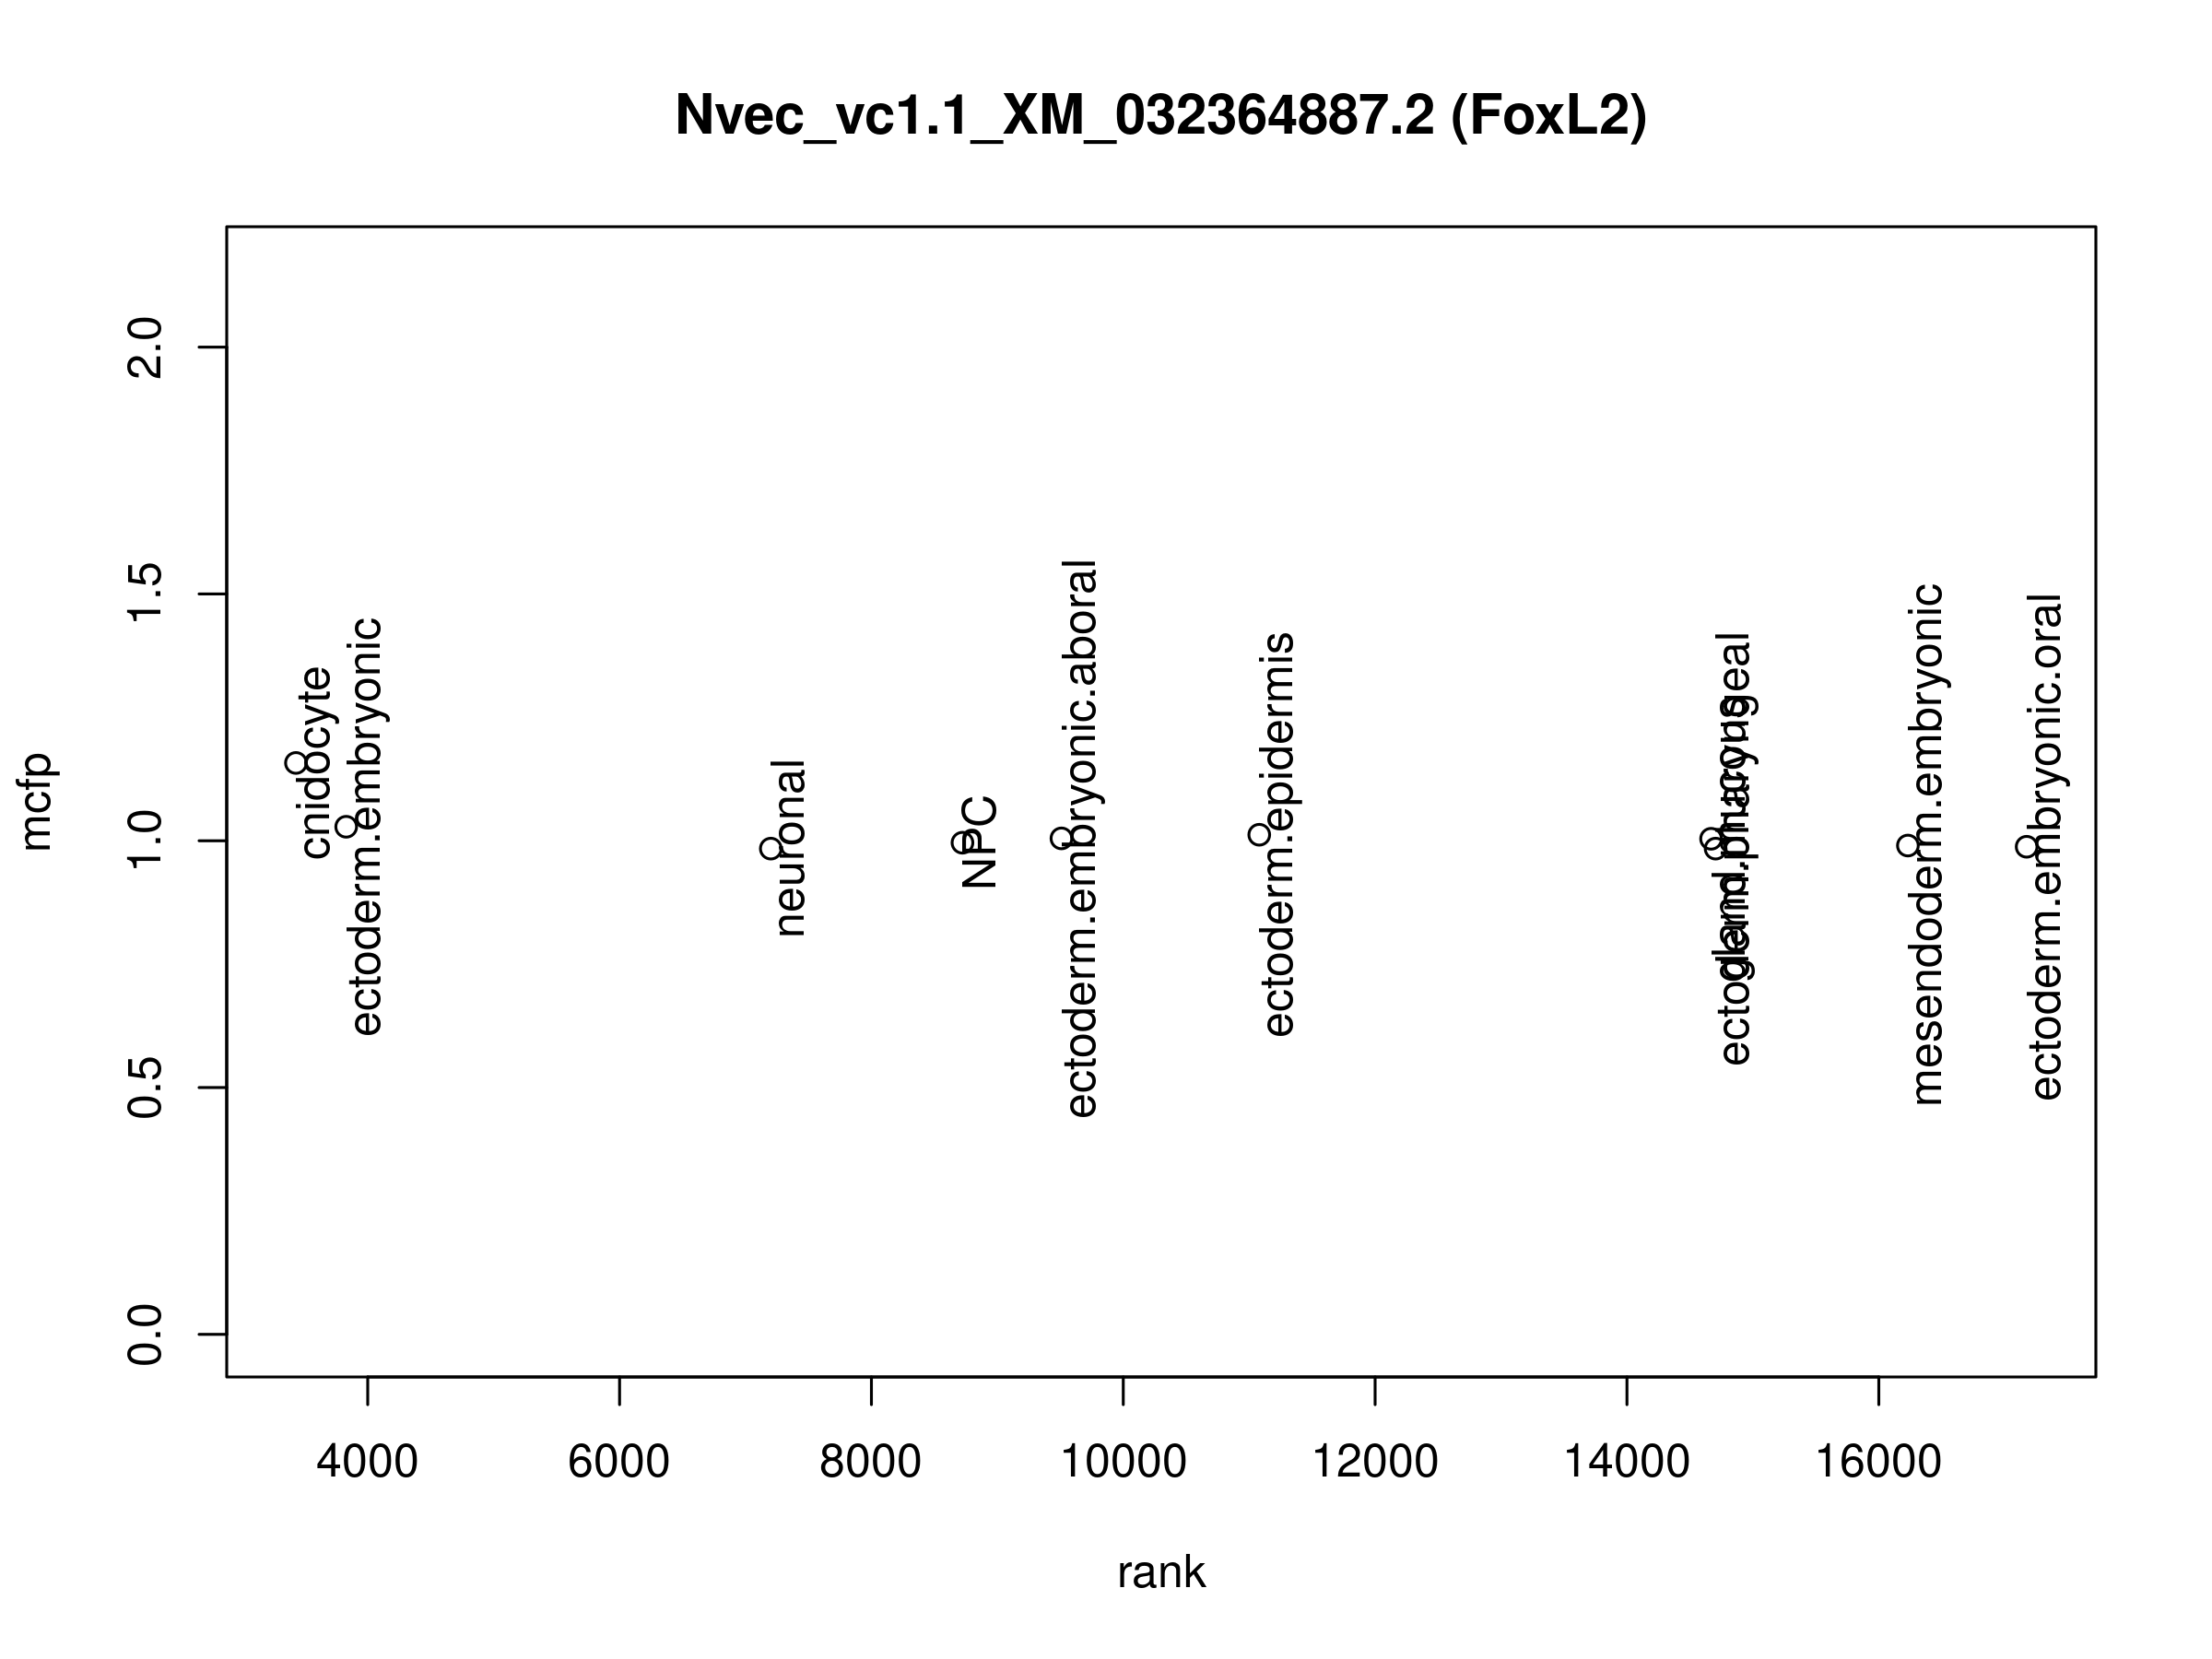 Nvec_vc1.1_XM_032364887.2 (FoxL2)
mcfp
2.0
1.5
1.0
0.5
0.0
cnidocyte
ectoderm.embryonic
neuronal
NPC
ectoderm.embryonic.aboral
ectoderm.epidermis
ectoderm.pharyngeal
mesendoderm.embryonic
ectoderm.embryonic.oral
4000
6000
8000
10000
12000
14000
16000
rank